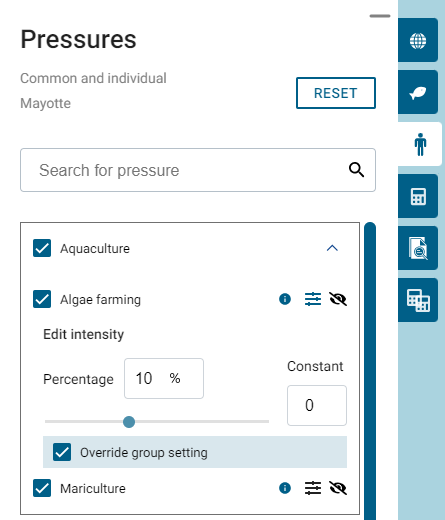 Pressures
Common and individual
Mayotte
RESET
Search for pressure
Aquaculture
Algae farming
Edit intensity
Constant
Percentage 10 %
0
Override group setting
Mariculture